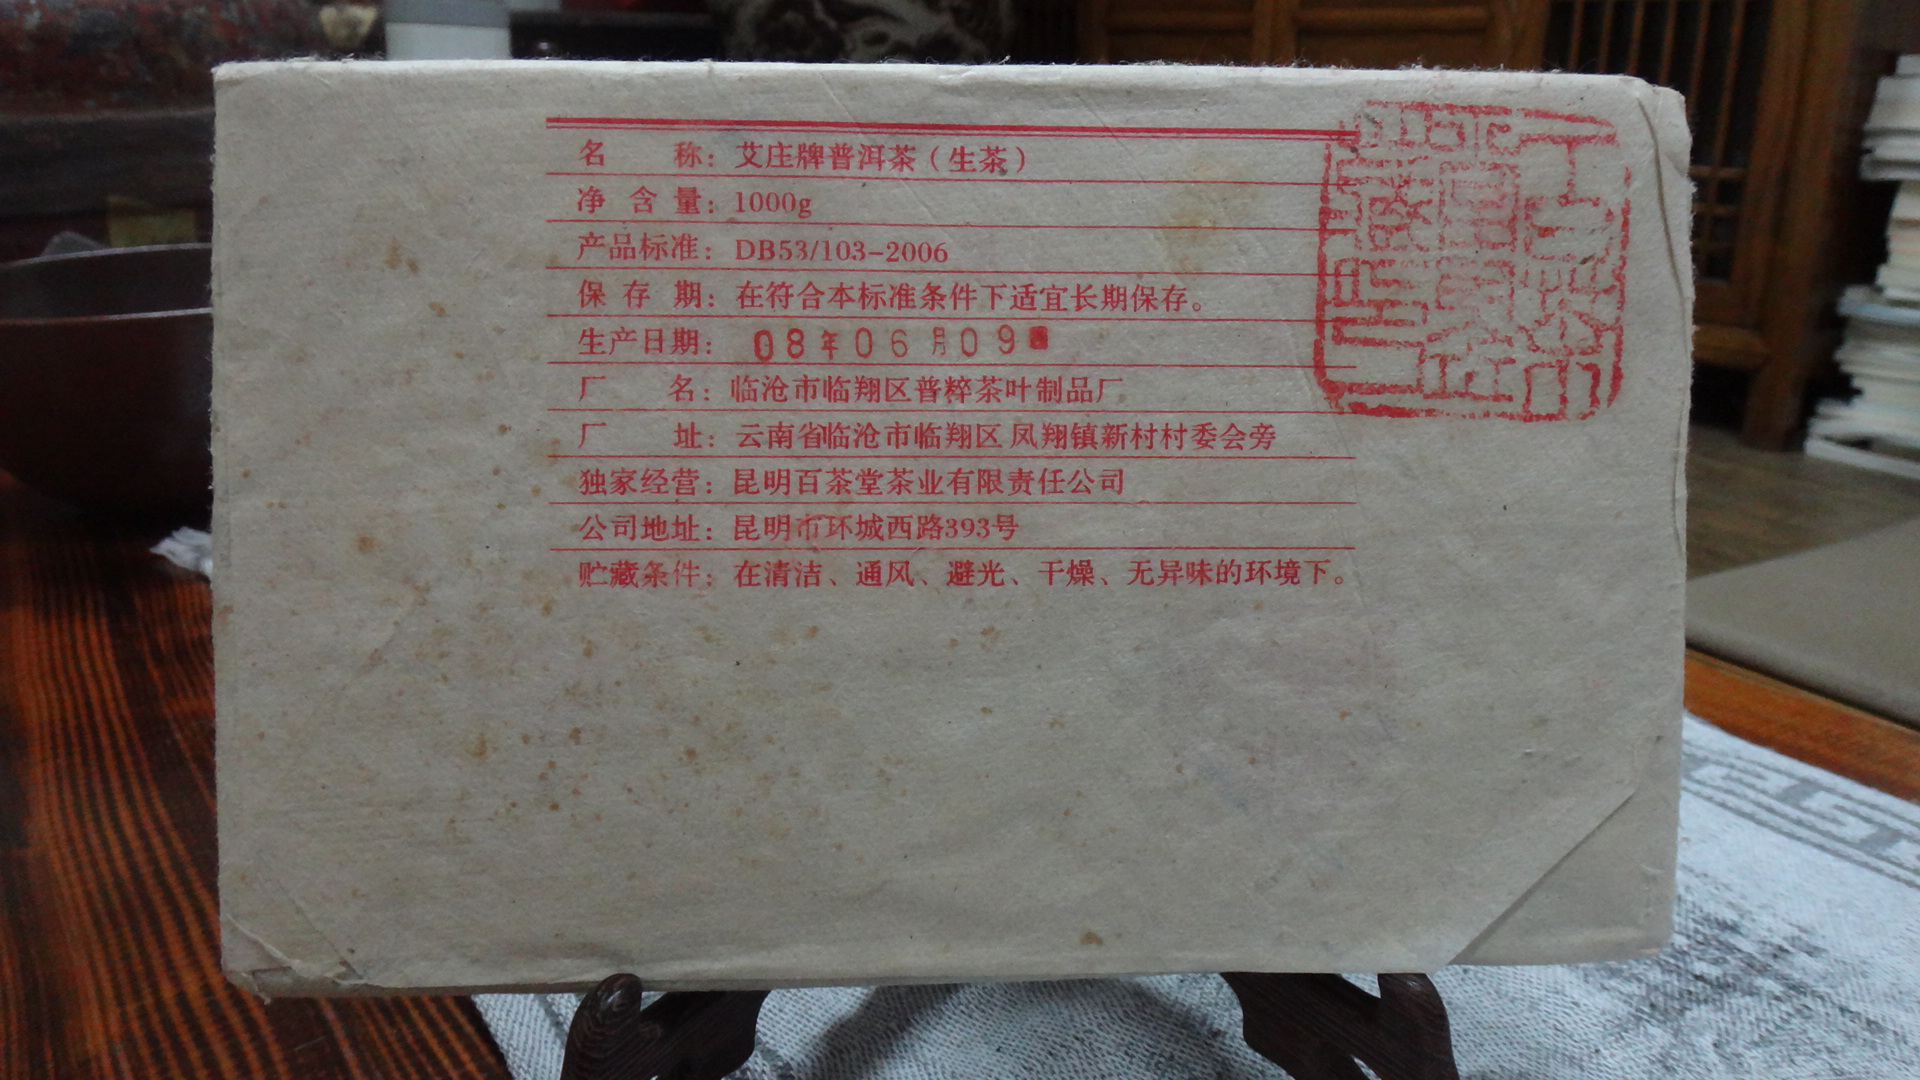 名 称：艾庄牌普洱茶（生茶）
净 含 量：1000g
产品标准：DB53/103-2006
保 存 期：在符合本标准条件下适宜长期保存。
生产日期：08年06月09
厂 名：临沧市临翔区普粹茶叶制品厂
厂 址：云南省临沧市临翔区凤翔镇新村村委会旁
独家经营：昆明百茶堂茶业有限责任公司
公司地址：昆明市环城西路393号
贮藏条件：在清洁、通风、避光、干燥、无异味的环境下。